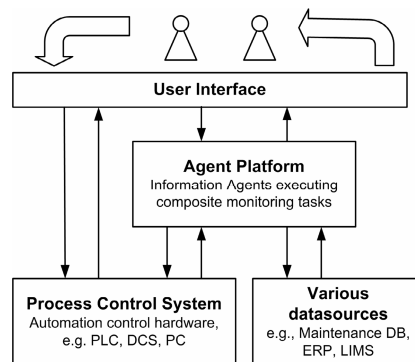 User Interface
Agent Platform
Information Agents executing
composite monitoring tasks
Process Control System
Automation control hardware,
e.g. PLC, DCS, PC
Various
datasources
e.g., Maintenance DB,
ERP, LIMS